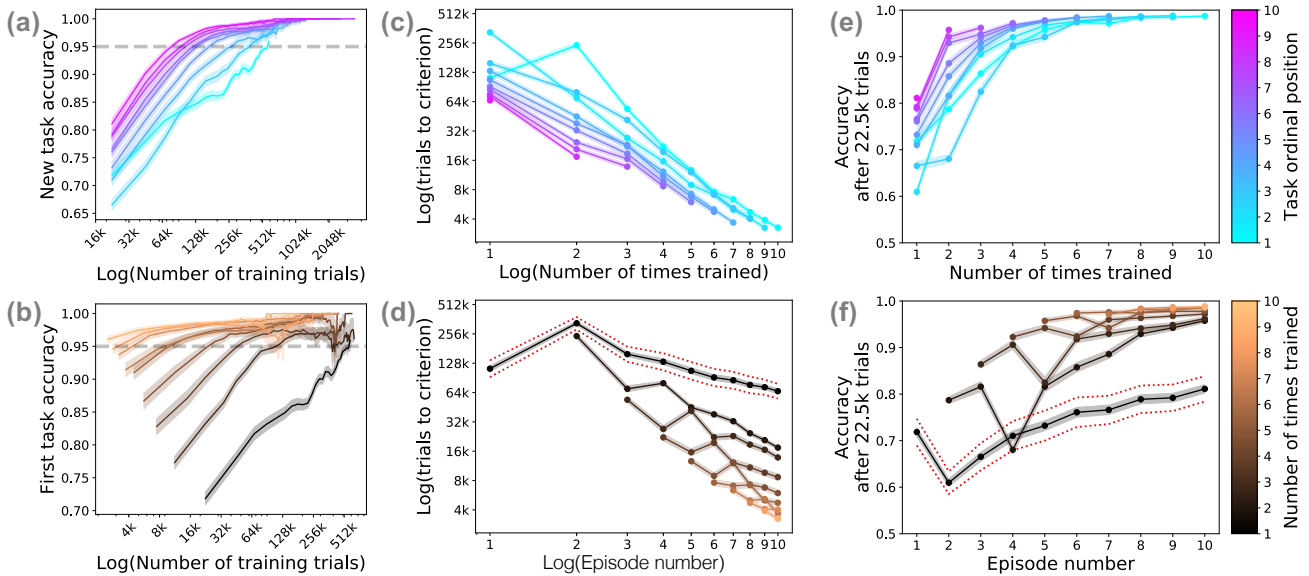 (a)
New task accuracy
1.00
0.95
0.90
0.85
0.80
0.75
0.70
0.65
16k 32k 64k 128k 256k 512k 1024k 2048k
Log(Number of training trials)
(c)
Log(trials to criterion)
512k
256k
128k
64k
32k
16k
8k
4k
1 2 3 4 5 6 7 8 9 10
Log(Number of times trained)
(e)
Accuracy
after 22.5k trials
1.0
0.9
0.8
0.7
0.6
0.5
1 2 3 4 5 6 7 8 9 10
Number of times trained
10
9
8
7
6
5
4
3
2
1
Task ordinal position
(b)
First task accuracy
1.00
0.95
0.90
0.85
0.80
0.75
0.70
4k 8k 16k 32k 64k 128k 256k 512k
Log(Number of training trials)
(d)
Log(trials to criterion)
512k
256k
128k
64k
32k
16k
8k
4k
1 2 3 4 5 6 7 8 9 10
Log(Episode number)
(f)
Accuracy
after 22.5k trials
1.0
0.9
0.8
0.7
0.6
0.5
1 2 3 4 5 6 7 8 9 10
Episode number
10
9
8
7
6
5
4
3
2
1
Number of times trained